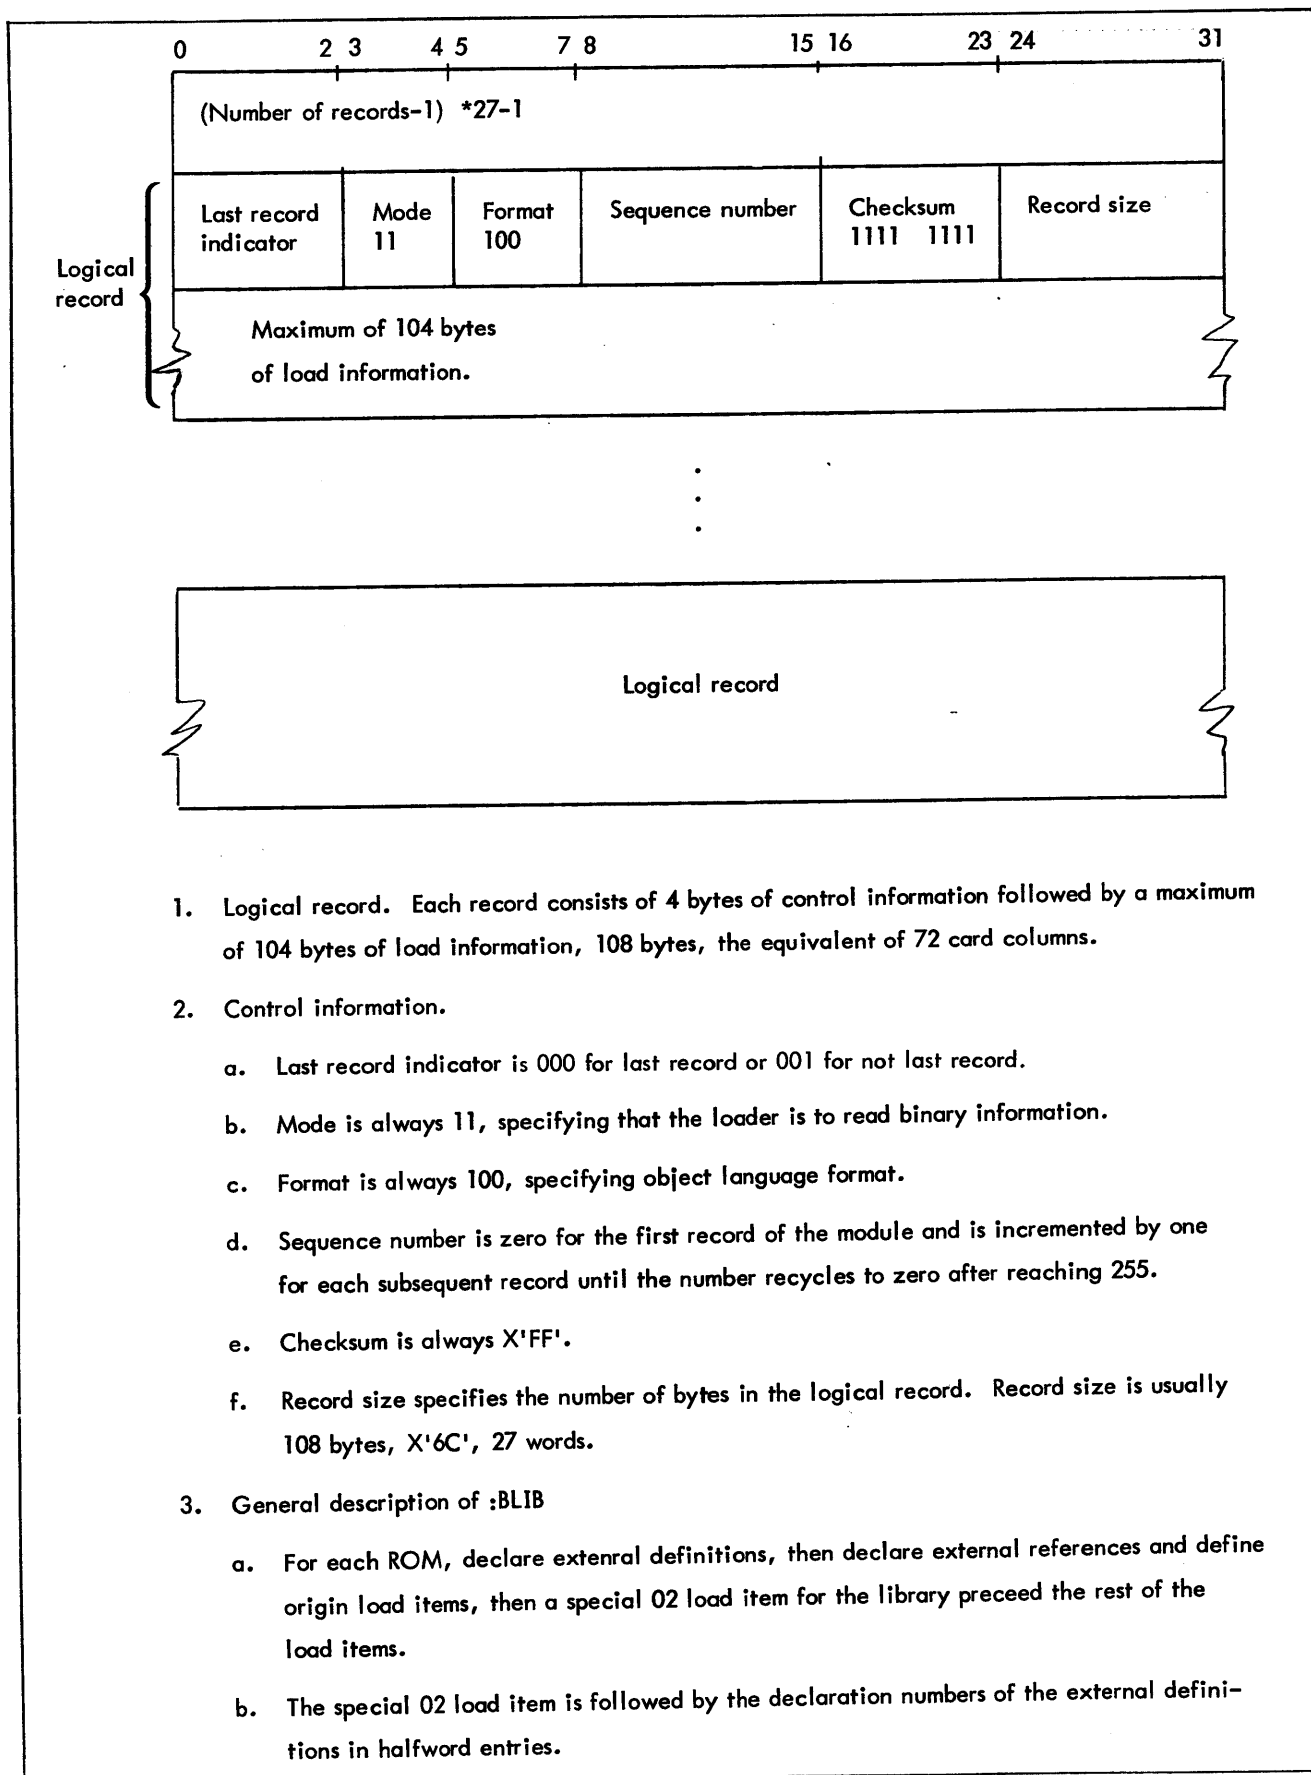 0 2 3 4 5 7 8 15 16 23 24 31
(Number of records-1) *27-1
Last record indicator
Mode 11
Format 100
Sequence number
Checksum 1111 1111
Record size
Logical record
Maximum of 104 bytes
of load information.
Logical record
1. Logical record. Each record consists of 4 bytes of control information followed by a maximum
of 104 bytes of load information, 108 bytes, the equivalent of 72 card columns.
2. Control information.
a. Last record indicator is 000 for last record or 001 for not last record.
b. Mode is always 11, specifying that the loader is to read binary information.
c. Format is always 100, specifying object language format.
d. Sequence number is zero for the first record of the module and is incremented by one
for each subsequent record until the number recycles to zero after reaching 255.
e. Checksum is always X'FF'.
f. Record size specifies the number of bytes in the logical record. Record size is usually
108 bytes, X'6C', 27 words.
3. General description of :BLIB
a. For each ROM, declare extenral definitions, then declare external references and define
origin load items, then a special 02 load item for the library preceed the rest of the
load items.
b. The special 02 load item is followed by the declaration numbers of the external defini-
tions in halfword entries.